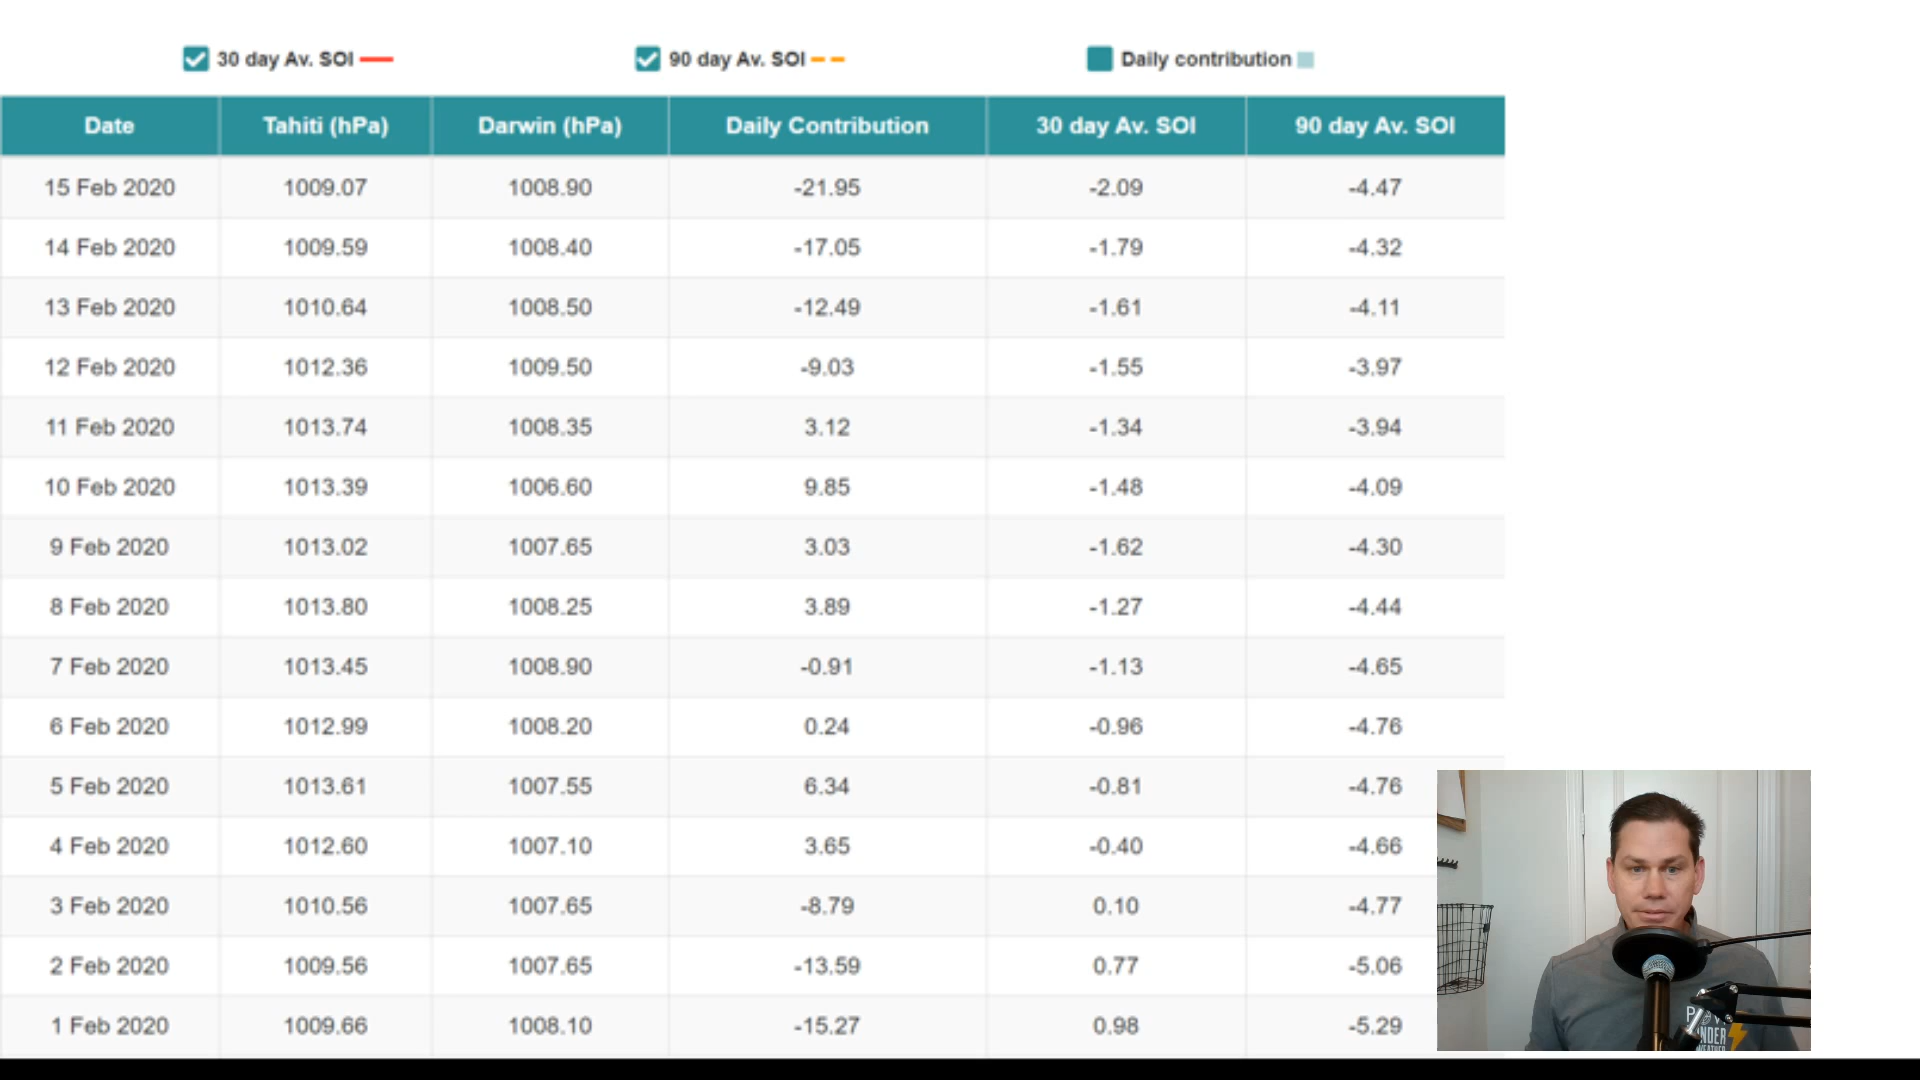 30 day Av. SOI
90 day Av. SOI
Daily contribution
Date Tahiti (hPa) Darwin (hPa) Daily Contribution 30 day Av. SOI 90 day Av. SOI
15 Feb 2020 1009.07 1008.90 -21.95 -2.09 -4.47
14 Feb 2020 1009.59 1008.40 -17.05 -1.79 -4.32
13 Feb 2020 1010.64 1008.50 -12.49 -1.61 -4.11
12 Feb 2020 1012.36 1009.50 -9.03 -1.55 -3.97
11 Feb 2020 1013.74 1008.35 3.12 -1.34 -3.94
10 Feb 2020 1013.39 1006.60 9.85 -1.48 -4.09
9 Feb 2020 1013.02 1007.65 3.03 -1.62 -4.30
8 Feb 2020 1013.80 1008.25 3.89 -1.27 -4.44
7 Feb 2020 1013.45 1008.90 -0.91 -1.13 -4.65
6 Feb 2020 1012.99 1008.20 0.24 -0.96 -4.76
5 Feb 2020 1013.61 1007.55 6.34 -0.81 -4.76
4 Feb 2020 1012.60 1007.10 3.65 -0.40 -4.66
3 Feb 2020 1010.56 1007.65 -8.79 0.10 -4.77
2 Feb 2020 1009.56 1007.65 -13.59 0.77 -5.06
1 Feb 2020 1009.66 1008.10 -15.27 0.98 -5.29